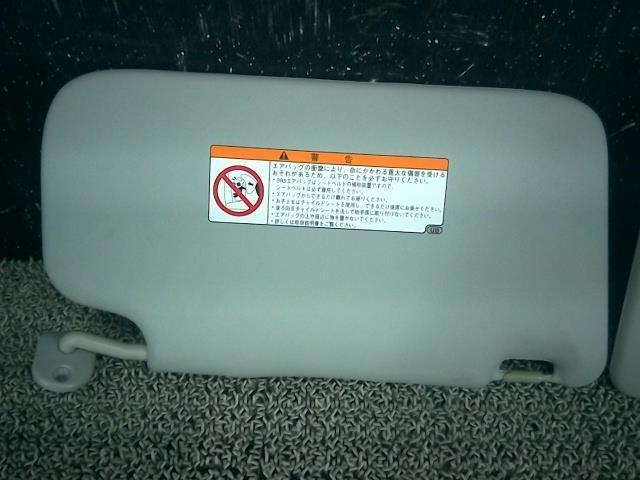 警告
エアバッグの衝撃により、命にかかわる重大な傷害を受ける
おそれがあるため、以下のことを必ずお守りください。
・SRSエアバッグはシートベルトの補助装置ですので、
シートベルトは必ず着用してください。
・エアバッグからできるだけ離れてお座りください。
・お子さまはチャイルドシートを使用し、できるだけ後席にお乗せください。
・後ろ向きチャイルドシートを決して助手席に取り付けないでください。
・エアバッグの上や周辺に物を置かないでください。
・詳しくは取扱説明書をご覧ください。